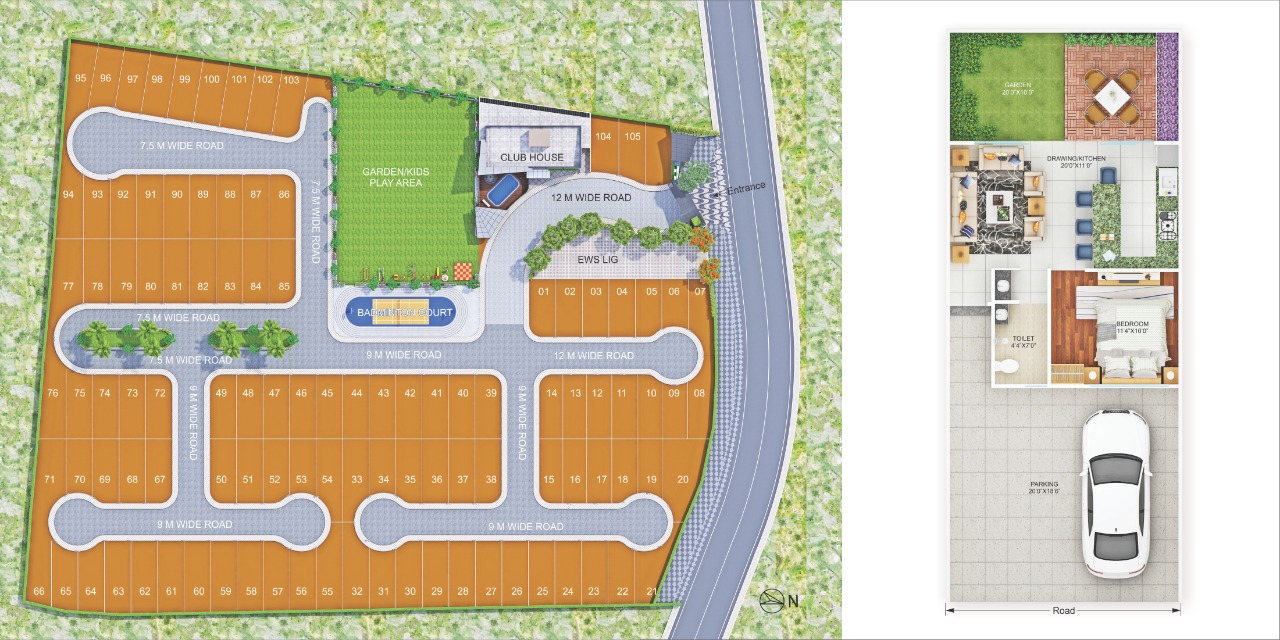 95 96 97 98 99 100 101 102 103
7.5 M WIDE ROAD
94 93 92 91 90 89 88 87 86
7.5 M WIDE ROAD
77 78 79 80 81 82 83 84 85
7.5 M WIDE ROAD
7.5 M WIDE ROAD
GARDEN/KIDS
PLAY AREA
CLUB HOUSE
104 105
Entrance
12 M WIDE ROAD
EWS LIG
01 02 03 04 05 06 07
BADMINTON COURT
9 M WIDE ROAD
12 M WIDE ROAD
76 75 74 73 72
9 M WIDE ROAD
49 48 47 46 45 44 43 42 41 40 39
9 M WIDE ROAD
14 13 12 11 10 09 08
71 70 69 68 67
50 51 52 53 54 33 34 35 36 37 38
15 16 17 18 19 20
9 M WIDE ROAD
9 M WIDE ROAD
66 65 64 63 62 61 60 59 58 57 56 55 32 31 30 29 28 27 26 25 24 23 22 21
N
GARDEN
DRAWING/KITCHEN
20'0"X11'0"
BEDROOM
11'4"X10'0"
TOILET
4'4"X7'0"
PARKING
Road